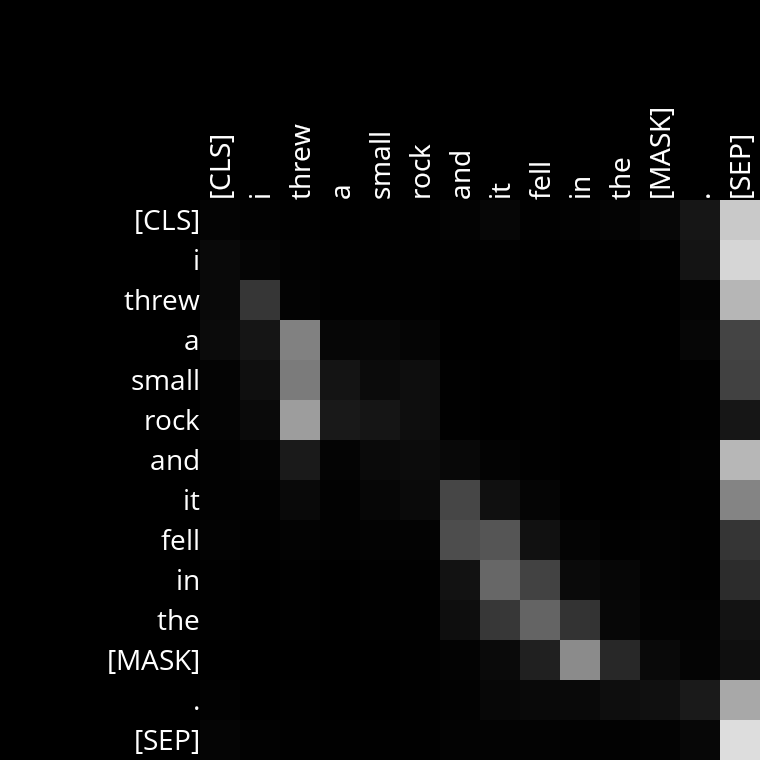 [CLS] i threw a small rock and it fell in the [MASK] . [SEP]
[CLS]
i
threw
a
small
rock
and
it
fell
in
the
[MASK]
.
[SEP]